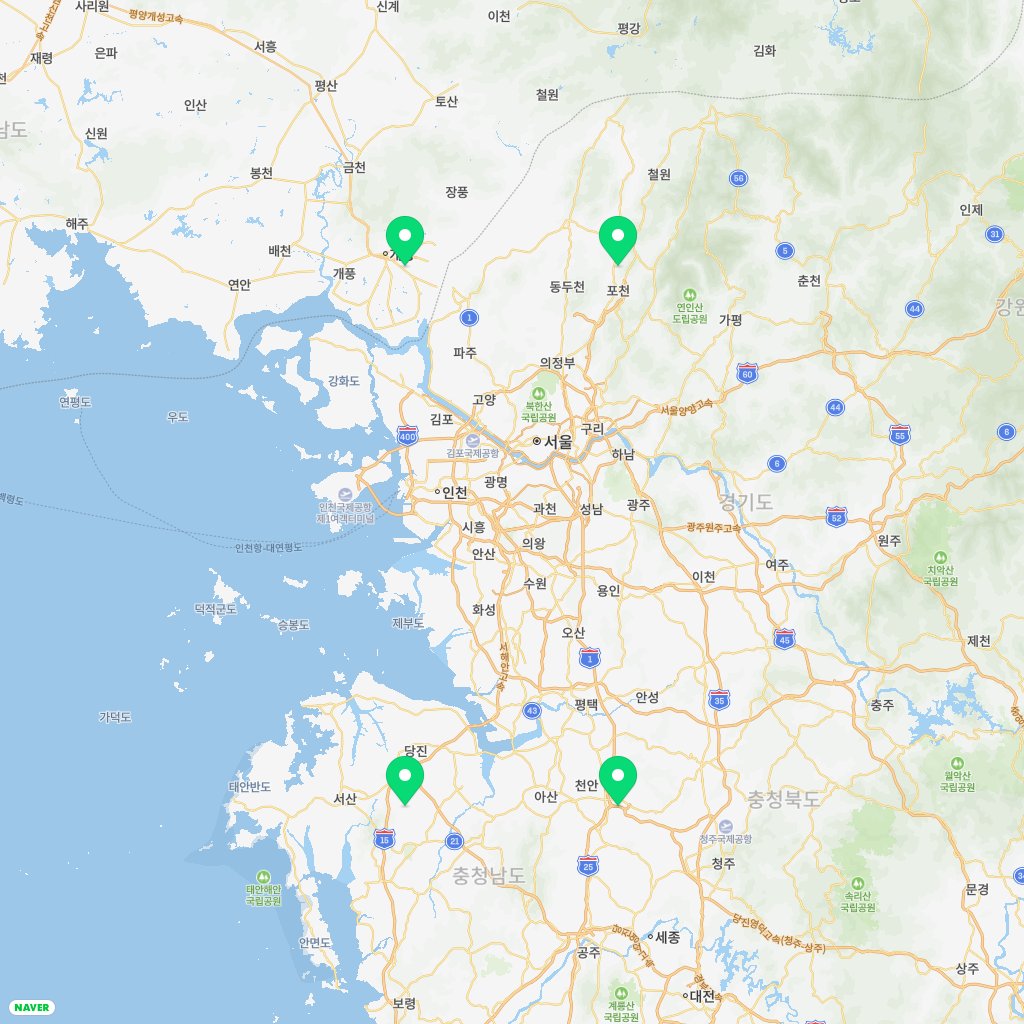 사리원
평양개성고속
신계
이천
평강
김화
재령
은파
서흥
평산
인산
토산
철원
신원
남도
봉천
금천
장풍
철원
56
인제
해주
배천
개풍
31
5
연안
동두천
포천
춘천
연인산
도립공원
44
강원
1
가평
파주
의정부
강화도
60
연평도
우도
고양
북한산
국립공원
서울양양고속
44
김포
400
김포국제공항
서울
구리
55
6
하남
6
백령도
인천국제공항
제1여객터미널
인천
광명
과천
성남
광주
경기도
52
시흥
광주원주고속
원주
인천항-대연평도
안산
의왕
여주
치악산
국립공원
수원
용인
이천
덕적군도
승봉도
제부도
화성
오산
45
제천
서해안고속
1
안성
35
가덕도
43
평택
충주
당진
태안반도
서산
아산
천안
충청북도
월악산
국립공원
15
21
청주국제공항
25
청주
태안해안
국립공원
충청남도
속리산
국립공원
문경
당진영덕고속(청주-상주)
안면도
공주
세종
상주
보령
계룡산
국립공원
대전
NAVER